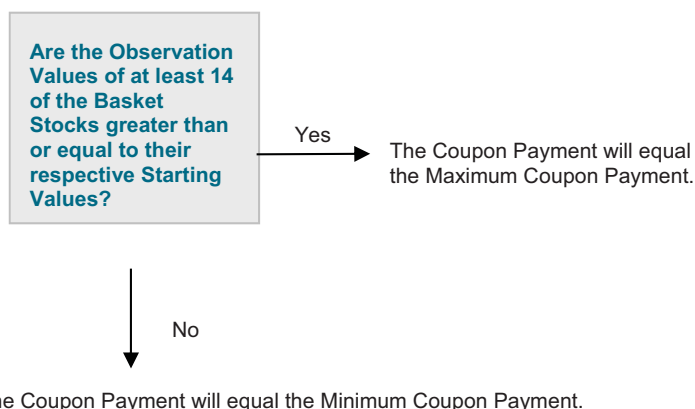 Are the Observation
Values of at least 14
of the Basket
Stocks greater than
or equal to their
respective Starting
Values?
Yes
The Coupon Payment will equal
the Maximum Coupon Payment.
No
he Coupon Payment will equal the Minimum Coupon Payment.